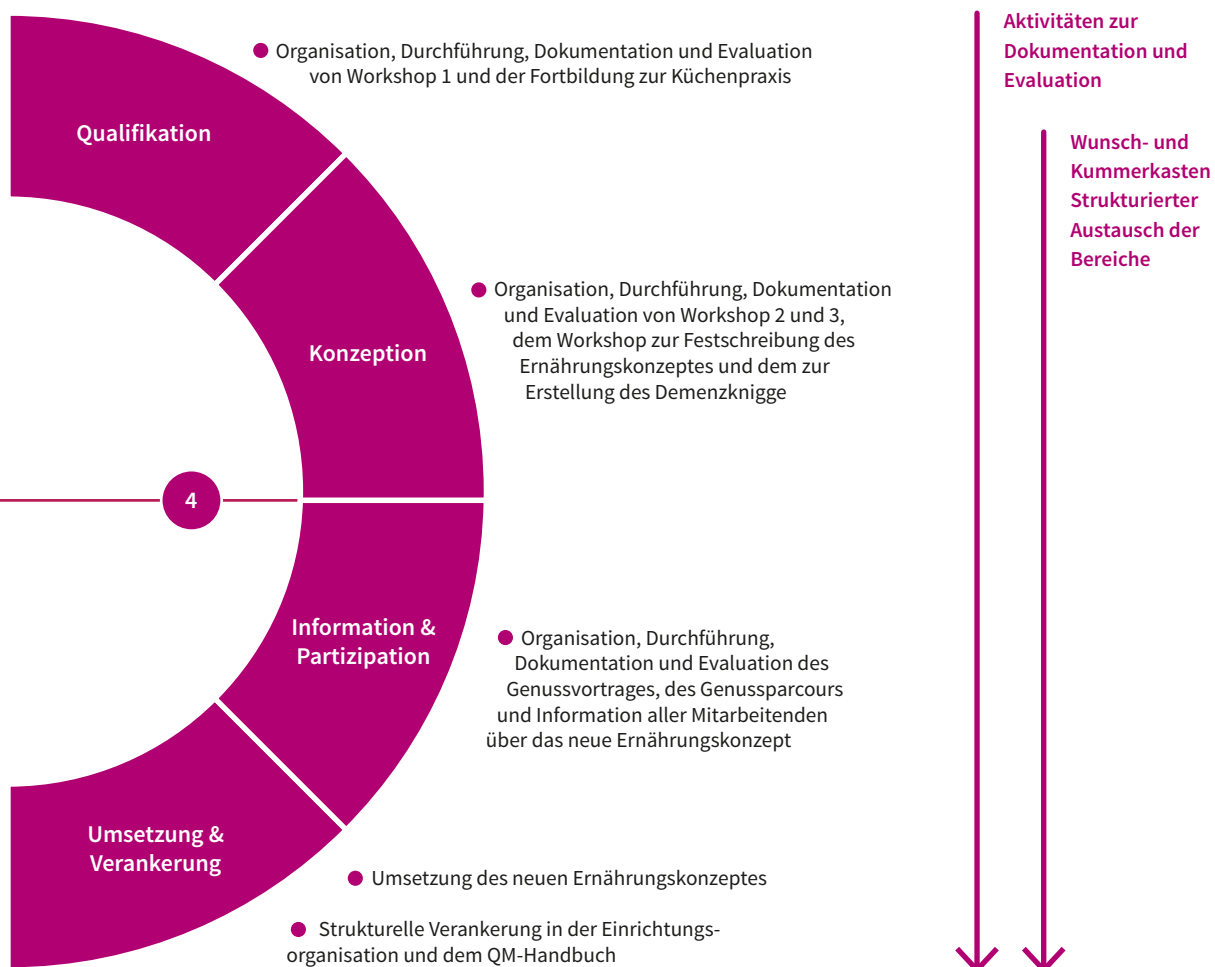 Qualifikation
● Organisation, Durchführung, Dokumentation und Evaluation
von Workshop 1 und der Fortbildung zur Küchenpraxis
Konzeption
● Organisation, Durchführung, Dokumentation
und Evaluation von Workshop 2 und 3,
dem Workshop zur Festschreibung des
Ernährungskonzeptes und dem zur
Erstellung des Demenzknigge
4
Information &
Partizipation
● Organisation, Durchführung,
Dokumentation und Evaluation des
Genussvortrages, des Genussparcours
und Information aller Mitarbeitenden
über das neue Ernährungskonzept
Umsetzung &
Verankerung
● Umsetzung des neuen Ernährungskonzeptes
● Strukturelle Verankerung in der Einrichtungs-
organisation und dem QM-Handbuch
Aktivitäten zur
Dokumentation und
Evaluation
Wunsch- und
Kummerkasten
Strukturierter
Austausch der
Bereiche